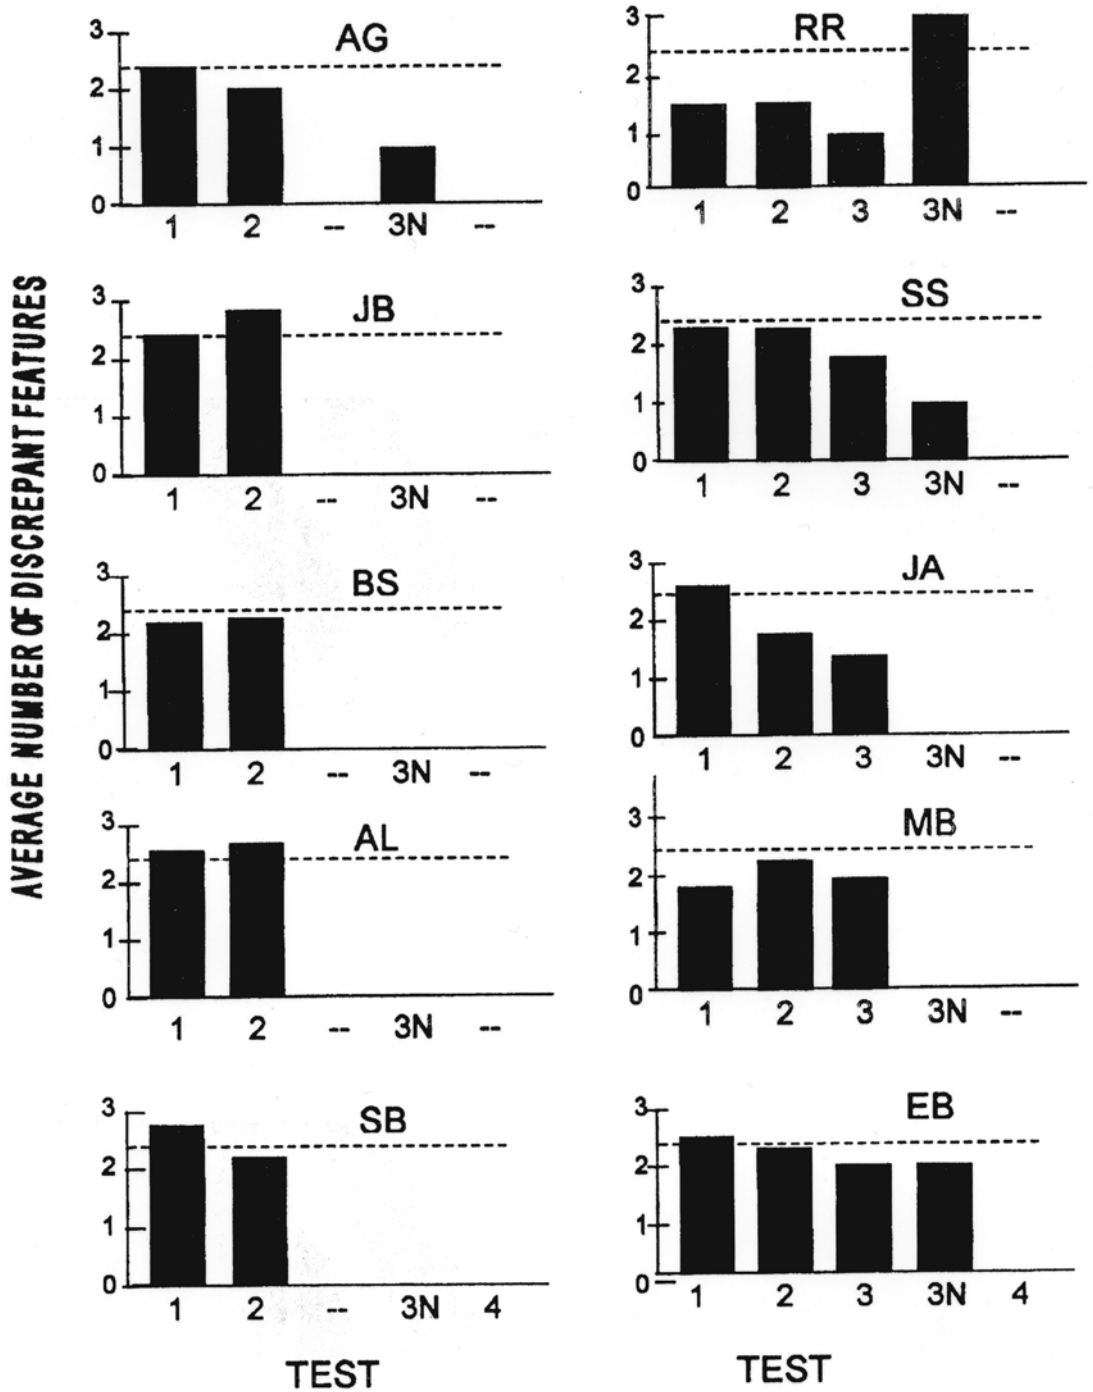 AVERAGE NUMBER OF DISCREPANT FEATURES
AG
3
2
1
0
1 2 -- 3N --
JB
3
2
1
0
1 2 -- 3N --
BS
3
2
1
0
1 2 -- 3N --
AL
3
2
1
0
1 2 -- 3N --
SB
3
2
1
0
1 2 -- 3N 4
TEST
RR
3
2
1
0
1 2 3 3N --
SS
3
2
1
0
1 2 3 3N --
JA
3
2
1
0
1 2 3 3N --
MB
3
2
1
0
1 2 3 3N --
EB
3
2
1
0
1 2 3 3N 4
TEST